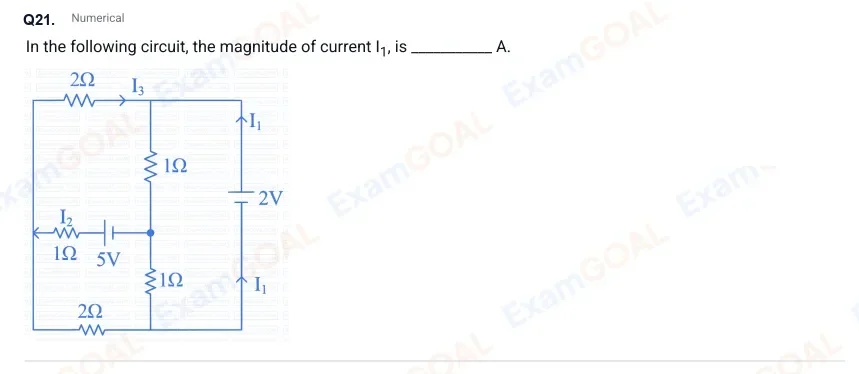 Q21. Numerical
In the following circuit, the magnitude of current I₁, is __________ A.
2Ω I₃
I₁
1Ω
2V
I₂
1Ω 5V
1Ω I₁
2Ω
ExamGOAL